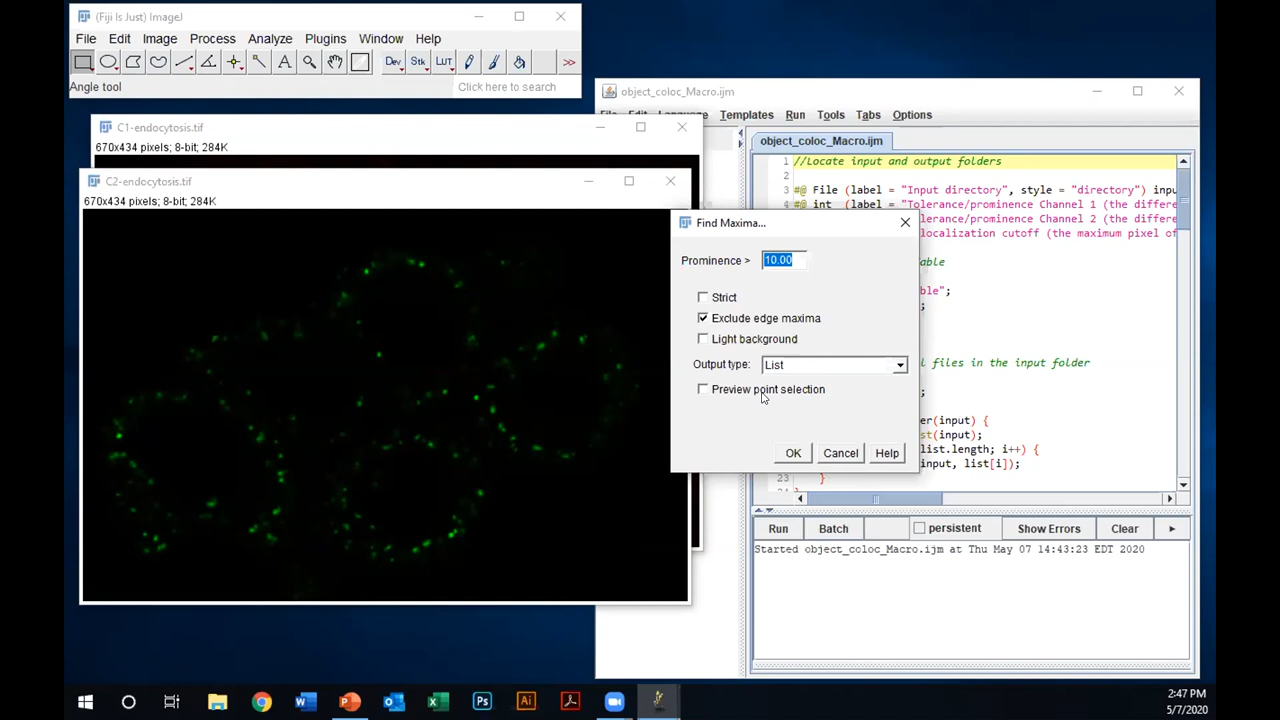 (Fiji Is Just) ImageJ
File Edit Image Process Analyze Plugins Window Help
Dev Stk LUT >>
Angle tool
Click here to search
C1-endocytosis.tif
670x434 pixels; 8-bit; 284K
C2-endocytosis.tif
670x434 pixels; 8-bit; 284K
Find Maxima...
Prominence > 10.00
Strict
Exclude edge maxima
Light background
Output type: List
Preview point selection
OK Cancel Help
object_coloc_Macro.ijm
Templates Run Tools Tabs Options
object_coloc_Macro.ijm
1 //Locate input and output folders
2
3 #@ File (label = "Input directory", style = "directory") inpu
4 #@ int (label = "Tolerance/prominence Channel 1 (the differe
Tolerance/prominence Channel 2 (the differe
localization cutoff (the maximum pixel of
able
ble";
;
l files in the input folder
;
er(input) {
st(input);
list.length; i++) {
input, list[i]);
23 }
Run Batch persistent Show Errors Clear
Started object_coloc_Macro.ijm at Thu May 07 14:43:23 EDT 2020
2:47 PM
5/7/2020